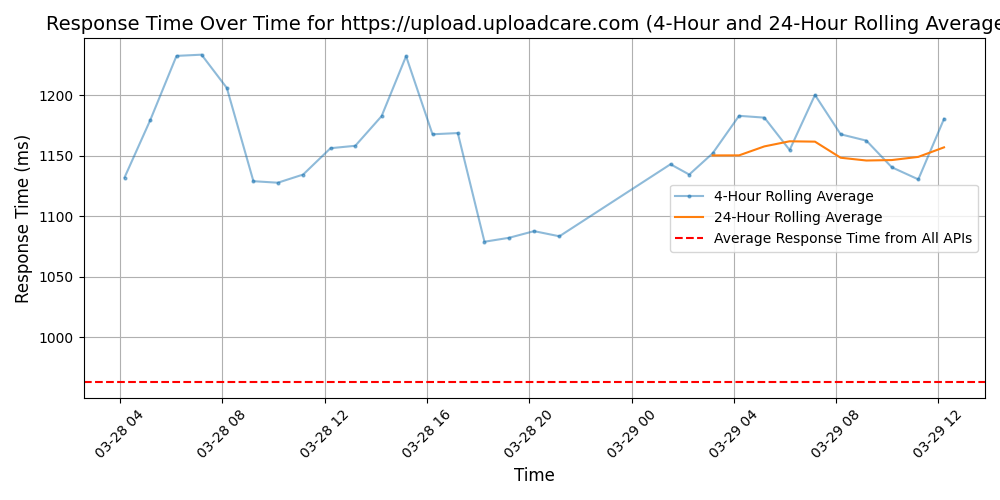 Response Time Over Time for https://upload.uploadcare.com (4-Hour and 24-Hour Rolling Average
Response Time (ms)
1200
1150
1100
1050
1000
4-Hour Rolling Average
24-Hour Rolling Average
Average Response Time from All APIs
03-28 04
03-28 08
03-28 12
03-28 16
03-28 20
03-29 00
03-29 04
03-29 08
03-29 12
Time